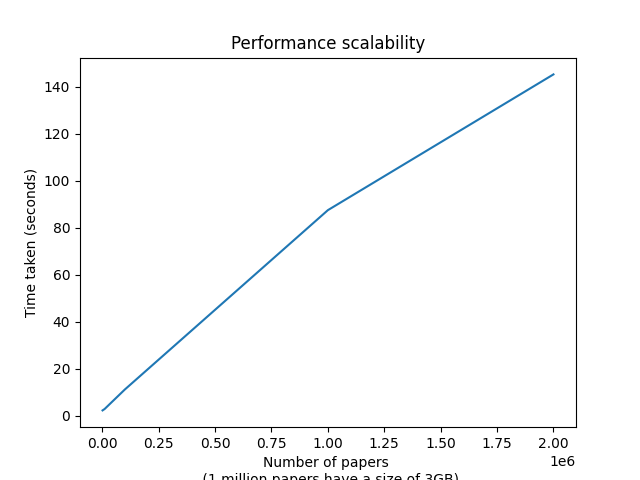 Performance scalability
Time taken (seconds)
140
120
100
80
60
40
20
0
0.00 0.25 0.50 0.75 1.00 1.25 1.50 1.75 2.00
1e6
Number of papers
(1 million papers have a size of 3GB)